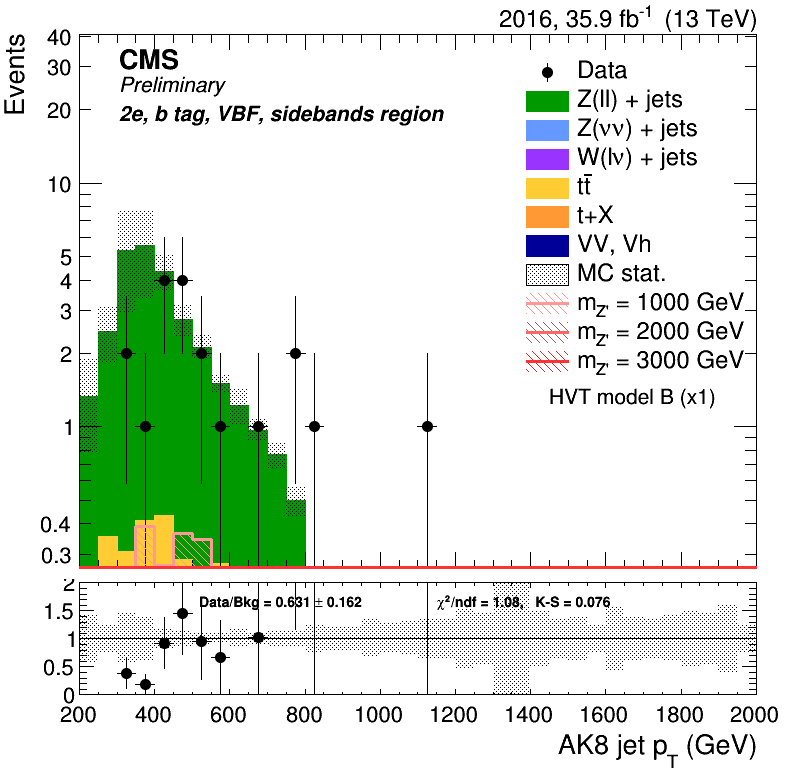 2016, 35.9 fb⁻¹ (13 TeV)
Events
CMS
Preliminary
2e, b tag, VBF, sidebands region
Data
Z(ll) + jets
Z(νν) + jets
W(lν) + jets
tt̄
t+X
VV, Vh
MC stat.
m_Z' = 1000 GeV
m_Z' = 2000 GeV
m_Z' = 3000 GeV
HVT model B (x1)
40
30
20
10
5
4
3
2
1
0.4
0.3
Data/Bkg = 0.631 ± 0.162
χ²/ndf = 1.08, K-S = 0.076
2
1.5
1
0.5
0
200 400 600 800 1000 1200 1400 1600 1800 2000
AK8 jet p_T (GeV)